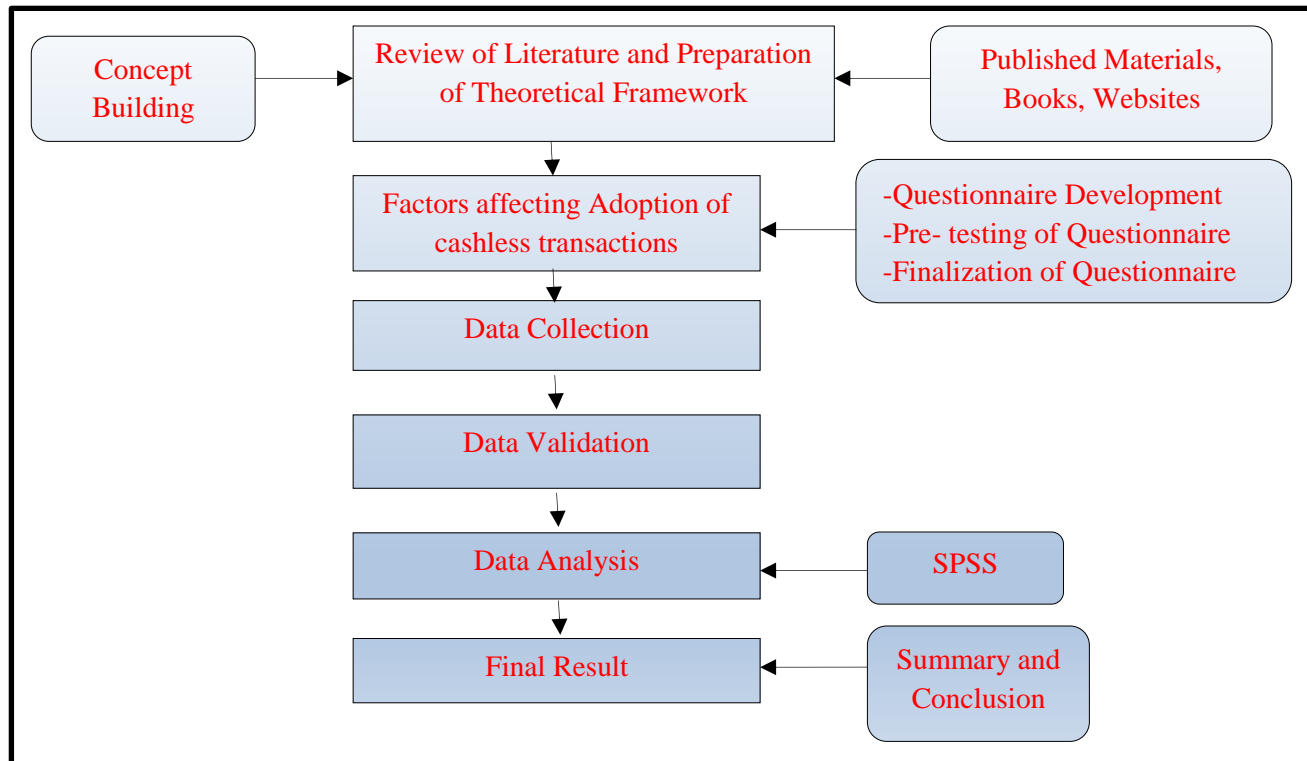 Concept
Building
Review of Literature and Preparation
of Theoretical Framework
Published Materials,
Books, Websites
Factors affecting Adoption of
cashless transactions
-Questionnaire Development
-Pre- testing of Questionnaire
-Finalization of Questionnaire
Data Collection
Data Validation
Data Analysis
SPSS
Final Result
Summary and
Conclusion